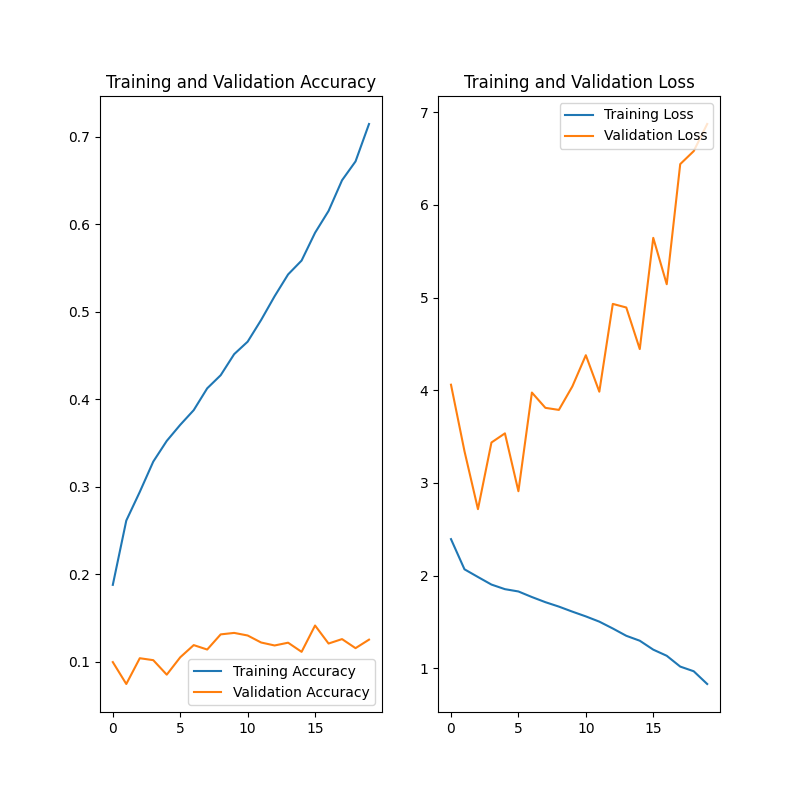 Training and Validation Accuracy
0.7
0.6
0.5
0.4
0.3
0.2
0.1
0 5 10 15
Training Accuracy
Validation Accuracy
Training and Validation Loss
7
6
5
4
3
2
1
0 5 10 15
Training Loss
Validation Loss